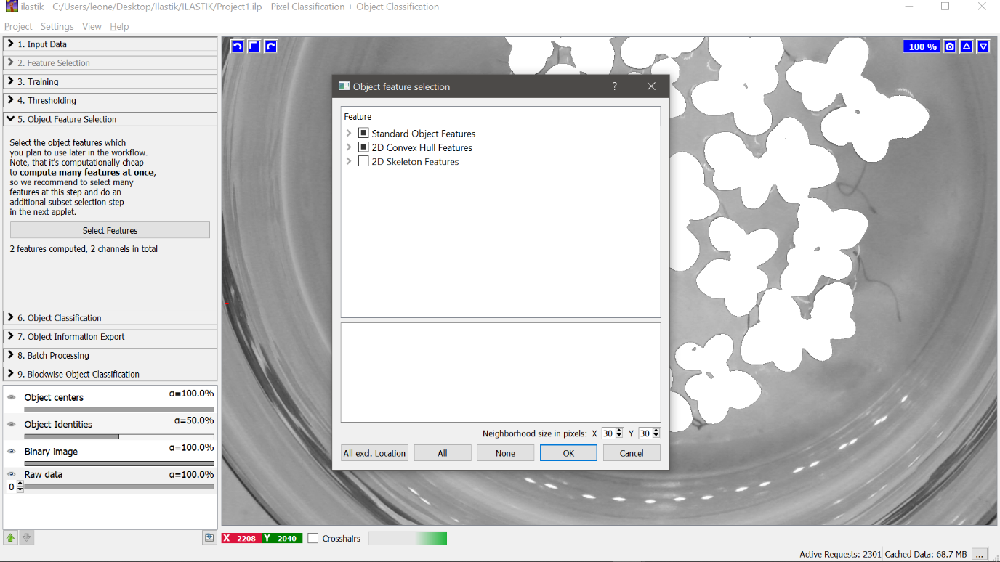 ilastik - C:/Users/leone/Desktop/Ilastik/ILASTIK/Project1.ilp - Pixel Classification + Object Classification
Project Settings View Help
1. Input Data
2. Feature Selection
3. Training
4. Thresholding
5. Object Feature Selection
Select the object features which
you plan to use later in the workflow.
Note, that it's computationally cheap
to compute many features at once,
so we recommend to select many
features at this step and do an
additional subset selection step
in the next applet.
Select Features
2 features computed, 2 channels in total
6. Object Classification
7. Object Information Export
8. Batch Processing
9. Blockwise Object Classification
Object centers α=100.0%
Object Identities α=50.0%
Binary image α=100.0%
Raw data α=100.0%
0
100 %
Object feature selection ?
Feature
Standard Object Features
2D Convex Hull Features
2D Skeleton Features
Neighborhood size in pixels: X 30 Y 30
All excl. Location All None OK Cancel
X 2208 Y 2040 Crosshairs
Active Requests: 2301 Cached Data: 68.7 MB ...